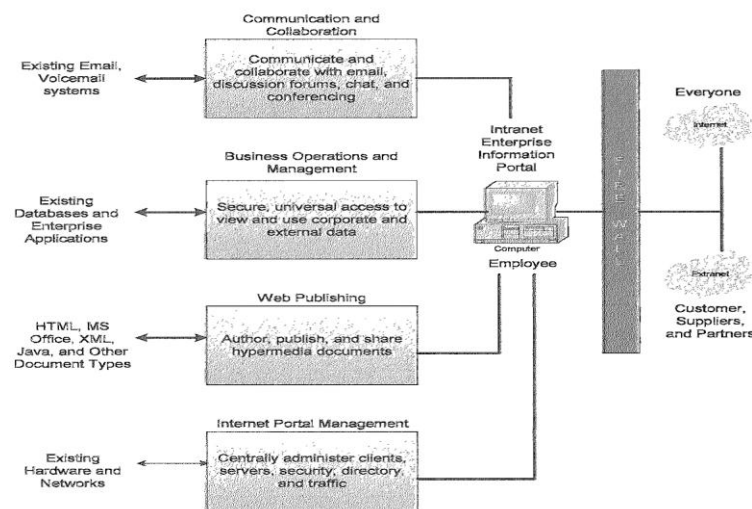 Communication and
Collaboration
Existing Email,
Voicemail
systems
Communicate and
collaborate with email,
discussion forums, chat, and
conferencing
Intranet
Enterprise
Information
Portal
Everyone
Internet
Business Operations and
Management
Existing
Databases and
Enterprise
Applications
Secure, universal access to
view and use corporate and
external data
Computer
Employee
FIRE WALL
Extranet
Customer,
Suppliers,
and Partners
Web Publishing
HTML, MS
Office, XML,
Java, and Other
Document Types
Author, publish, and share
hypermedia documents
Internet Portal Management
Existing
Hardware and
Networks
Centrally administer clients,
servers, security, directory,
and traffic